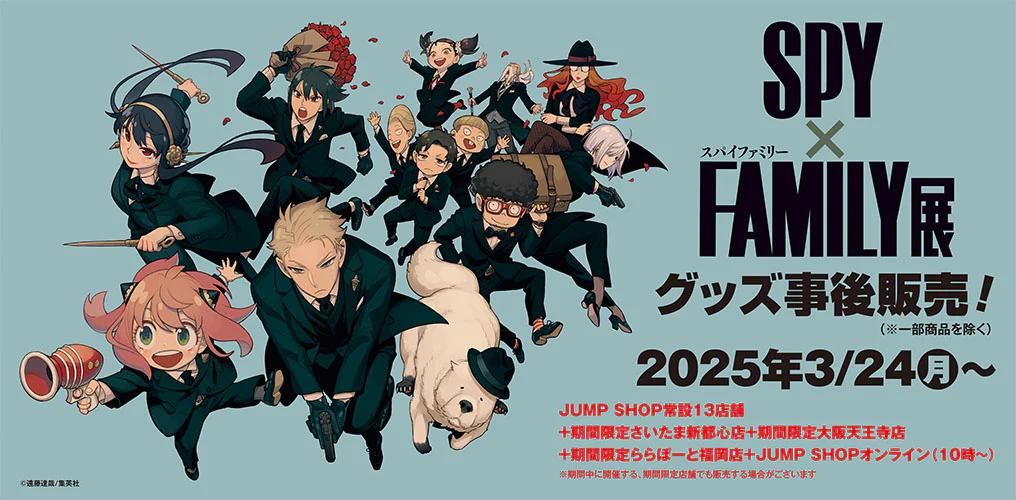 SPY
×
スパイファミリー
FAMILY展
グッズ事後販売!
(※一部商品を除く)
2025年3/24(月)~
JUMP SHOP常設13店舗
+期間限定さいたま新都心店+期間限定大阪天王寺店
+期間限定ららぽーと福岡店+JUMP SHOPオンライン(10時~)
※期間中に開催する、期間限定店舗でも販売する場合がございます
©遠藤達哉/集英社